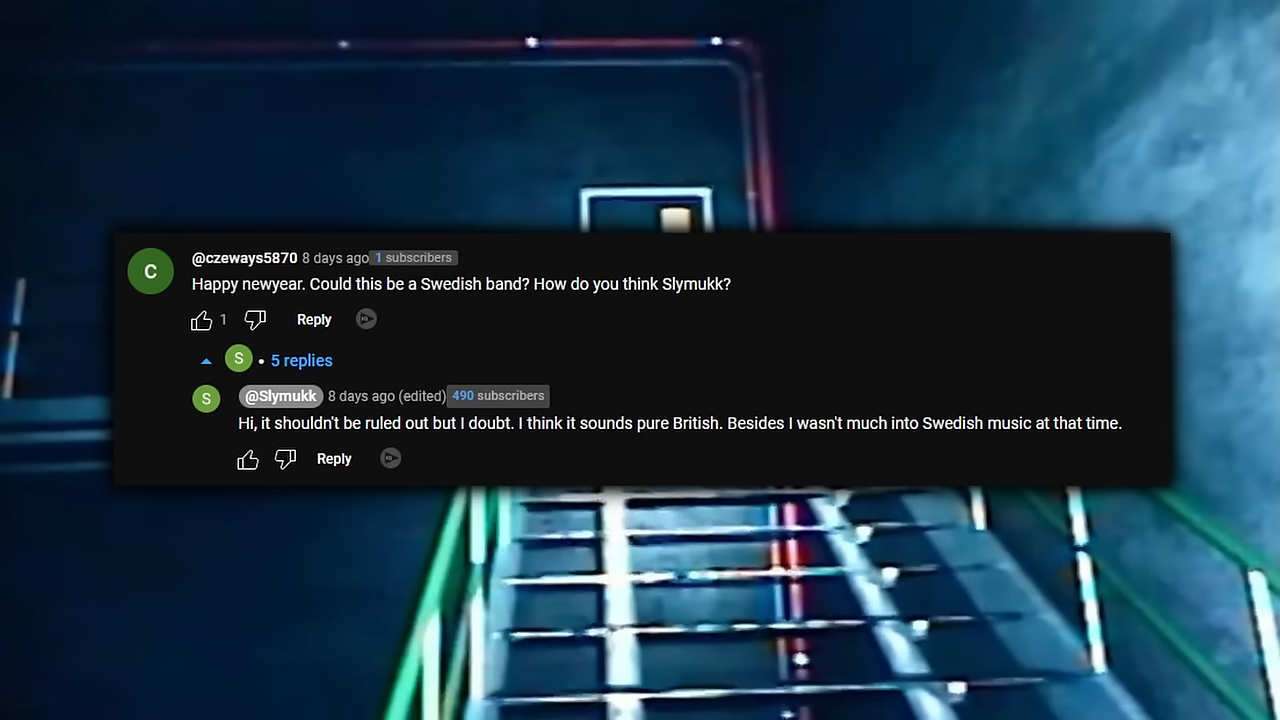 C
@czeways5870 8 days ago 1 subscribers
Happy newyear. Could this be a Swedish band? How do you think Slymukk?
1 Reply
S • 5 replies
S
@Slymukk 8 days ago (edited) 490 subscribers
Hi, it shouldn't be ruled out but I doubt. I think it sounds pure British. Besides I wasn't much into Swedish music at that time.
Reply